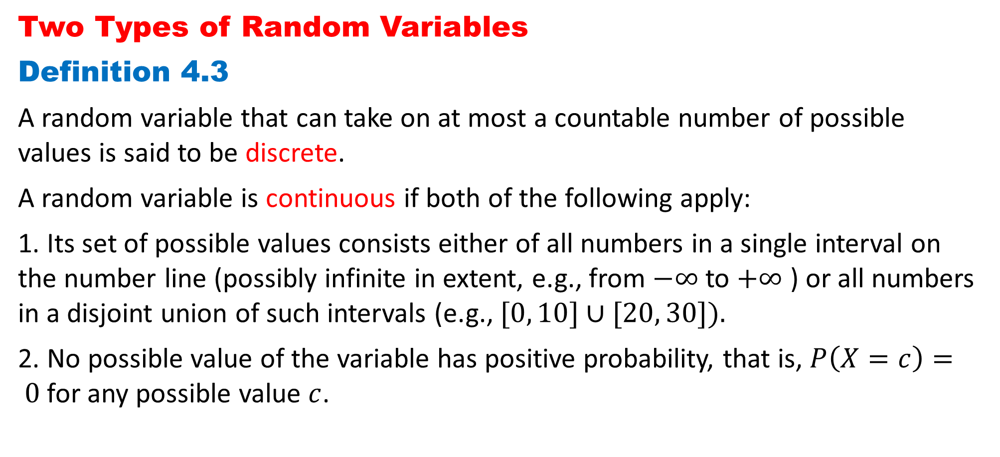 Two Types of Random Variables
Definition 4.3
A random variable that can take on at most a countable number of possible
values is said to be discrete.
A random variable is continuous if both of the following apply:
1. Its set of possible values consists either of all numbers in a single interval on
the number line (possibly infinite in extent, e.g., from −∞ to +∞ ) or all numbers
in a disjoint union of such intervals (e.g., [0, 10] ∪ [20, 30]).
2. No possible value of the variable has positive probability, that is, 𝑃(𝑋 = 𝑐) =
0 for any possible value 𝑐.